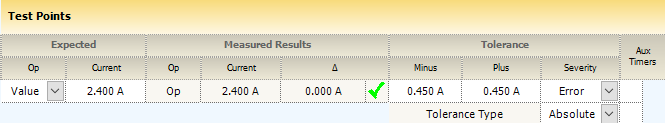 Test Points
Expected Measured Results Tolerance Aux Timers
Op Current Op Current Δ Minus Plus Severity
Value 2.400 A Op 2.400 A 0.000 A 0.450 A 0.450 A Error
Tolerance Type Absolute